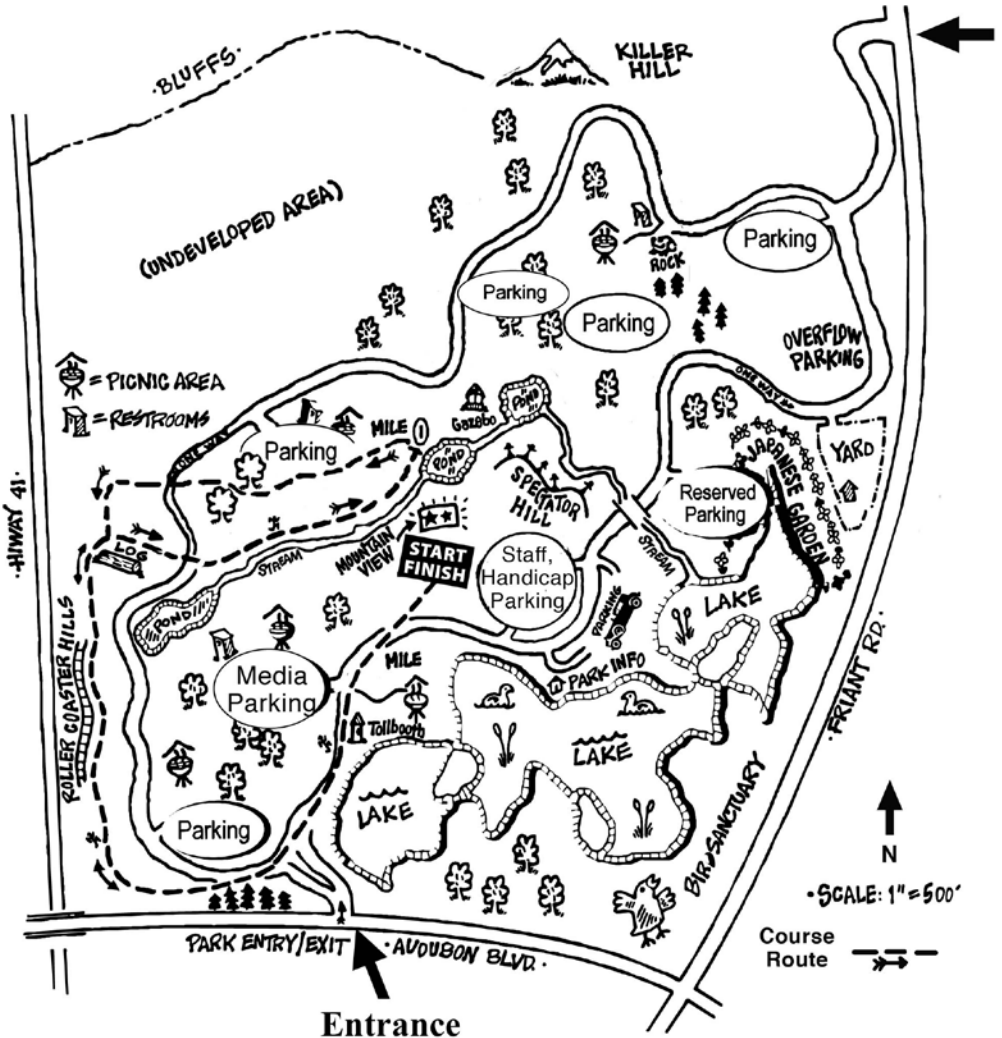 KILLER
HILL
·BLUFFS·
(UNDEVELOPED AREA)
Parking
ROCK
Parking
Parking
OVERFLOW
PARKING
= PICNIC AREA
= RESTROOMS
ONE WAY
ONE WAY
Gazebo
"POND"
MILE
Parking
"POND"
YARD
JAPANESE GARDEN
SPECTATOR
HILL
Reserved
Parking
·HIWAY 41·
LOG
STREAM
MOUNTAIN
VIEW
START
FINISH
Staff,
Handicap
Parking
STREAM
PARKING
LAKE
POND
ROLLER COASTER HILLS
Media
Parking
MILE
PARK INFO
Tollbooth
LAKE
LAKE
·FRIANT RD.·
BIRD SANCTUARY
Parking
N
·SCALE: 1"=500'
PARK ENTRY/EXIT
·AUDUBON BLVD.·
Course
Route
Entrance